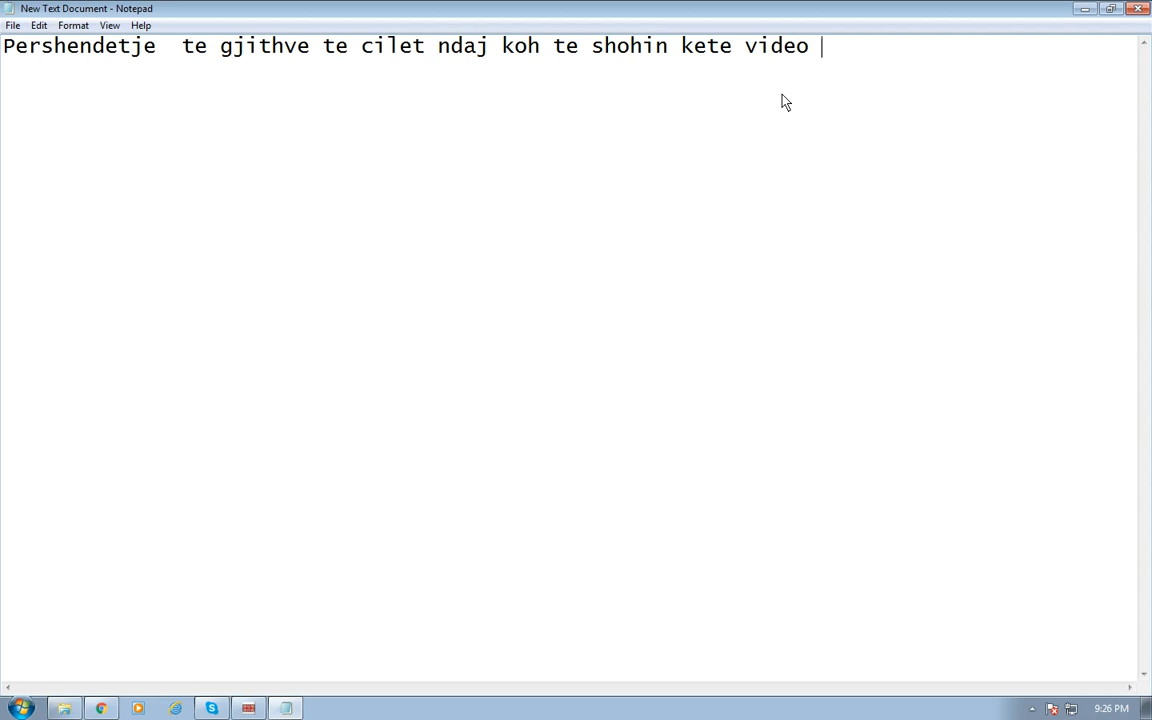 New Text Document - Notepad
File Edit Format View Help
Pershendetje  te gjithve te cilet ndaj koh te shohin kete video
9:26 PM